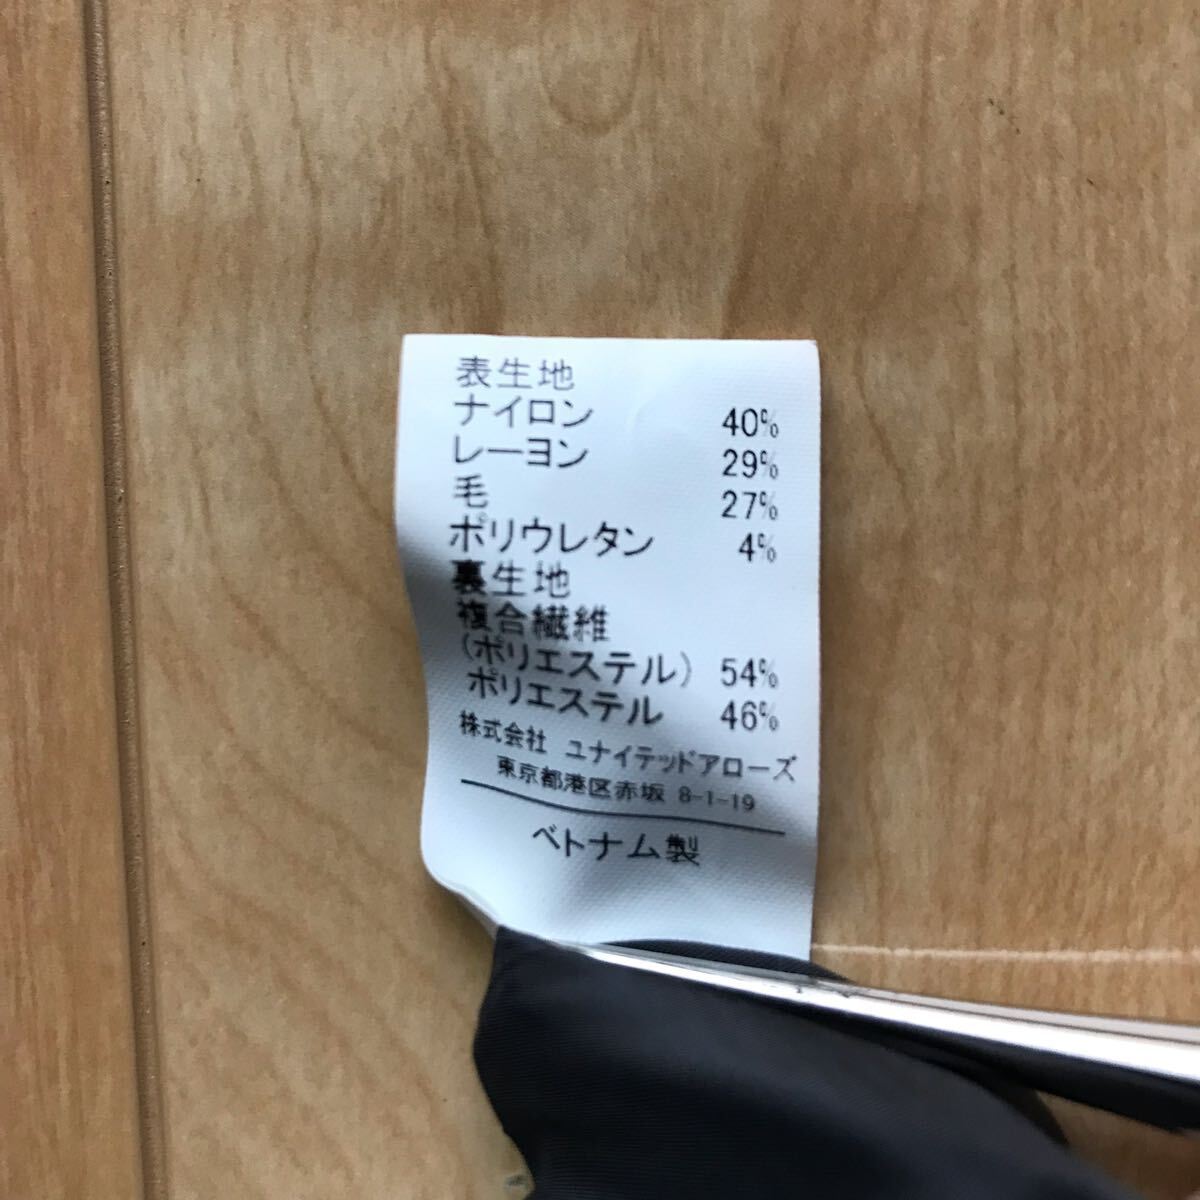 表生地
ナイロン 40%
レーヨン 29%
毛 27%
ポリウレタン 4%
裏生地
複合繊維
(ポリエステル) 54%
ポリエステル 46%
株式会社 ユナイテッドアローズ
東京都港区赤坂 8-1-19
ベトナム製